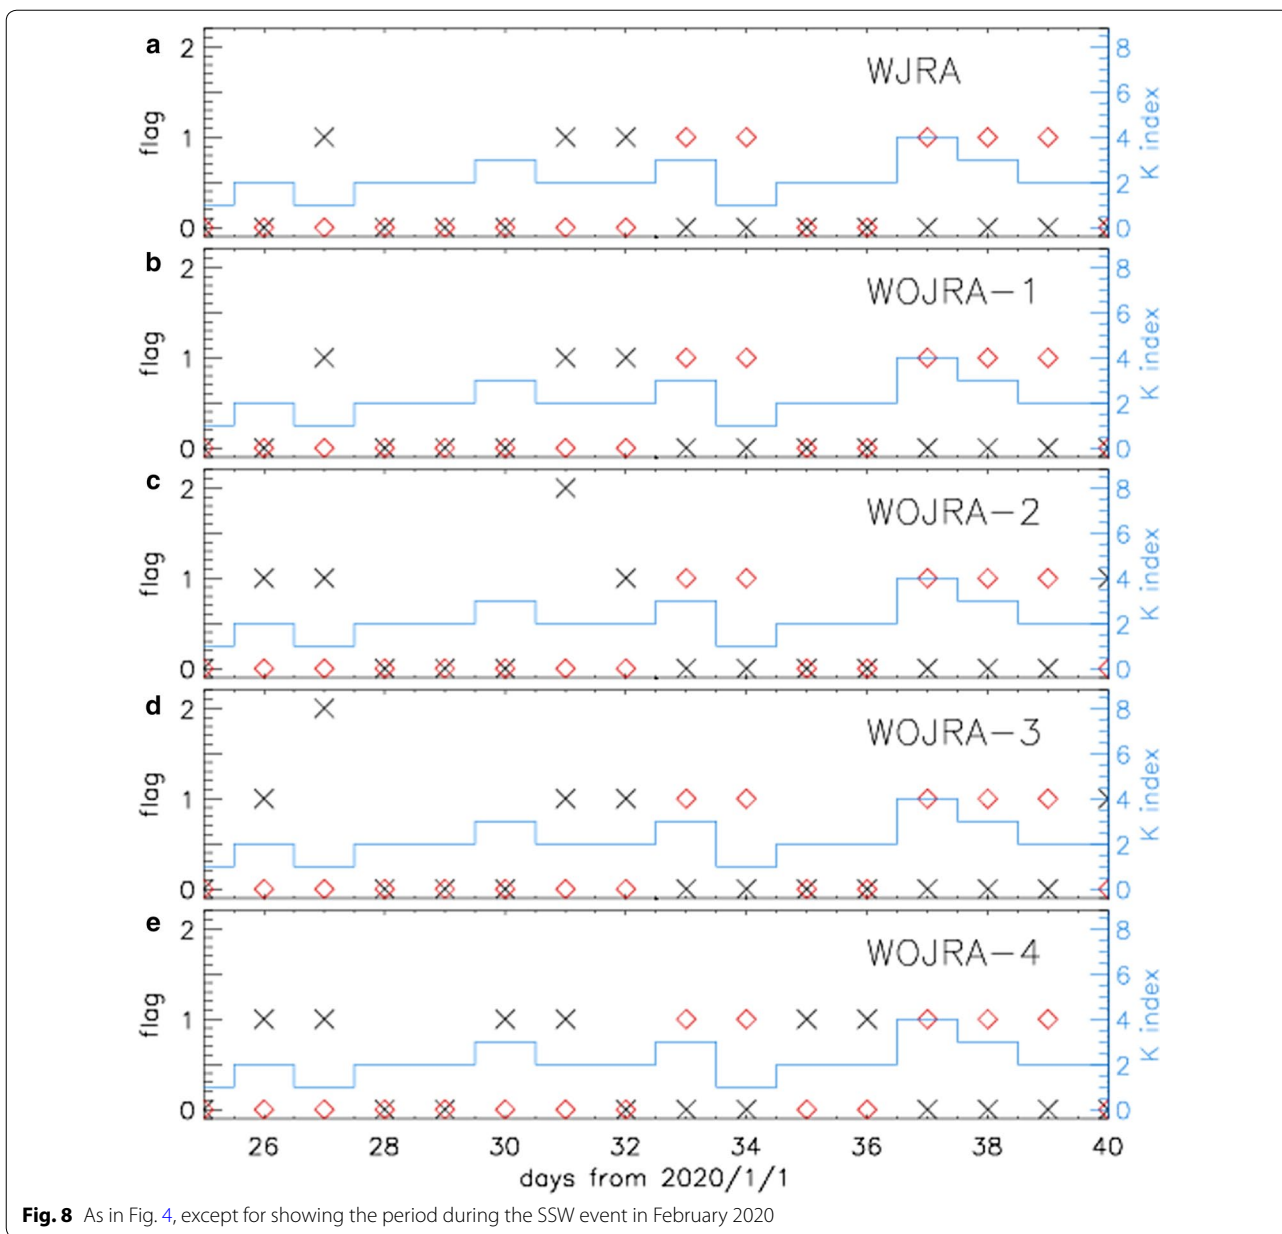 a
WJRA
2
1
0
flag
8
6
4
2
0
K index
b
WOJRA-1
2
1
0
flag
8
6
4
2
0
K index
c
WOJRA-2
2
1
0
flag
8
6
4
2
0
K index
d
WOJRA-3
2
1
0
flag
8
6
4
2
0
K index
e
WOJRA-4
2
1
0
flag
8
6
4
2
0
K index
26 28 30 32 34 36 38 40
days from 2020/1/1
Fig. 8 As in Fig. 4, except for showing the period during the SSW event in February 2020